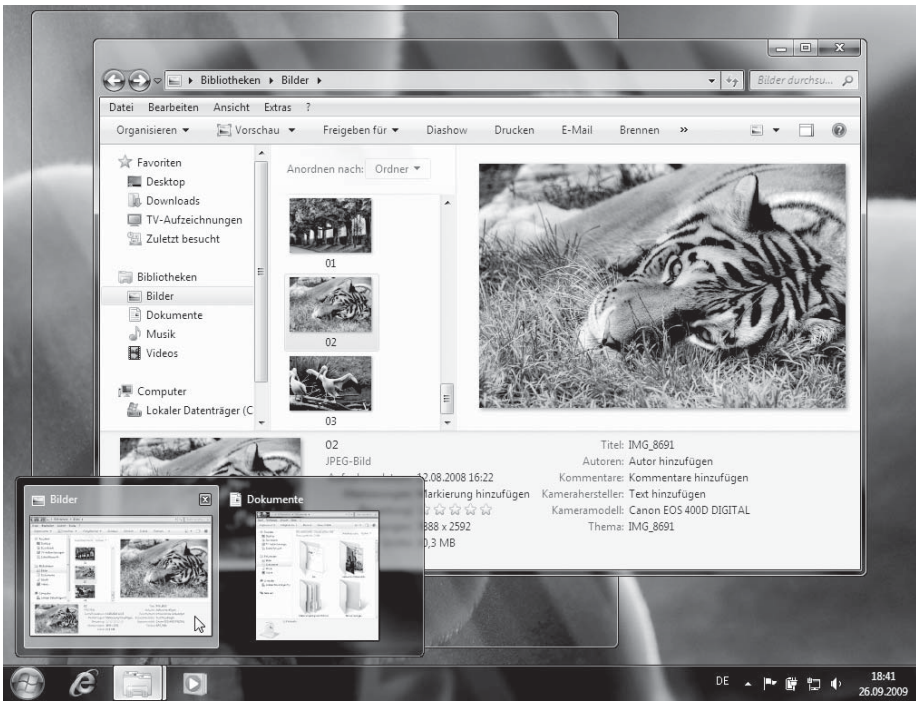 Bibliotheken ▸ Bilder ▸
Bilder durchsu...
Datei Bearbeiten Ansicht Extras ?
Organisieren Vorschau Freigeben für Diashow Drucken E-Mail Brennen »
Favoriten
Desktop
Downloads
TV-Aufzeichnungen
Zuletzt besucht
Bibliotheken
Bilder
Dokumente
Musik
Videos
Computer
Lokaler Datenträger (C
Anordnen nach: Ordner
01
02
03
02
JPEG-Bild
12.08.2008 16:22
Markierung hinzufügen
x 2592
0,3 MB
Titel: IMG_8691
Autoren: Autor hinzufügen
Kommentare: Kommentare hinzufügen
Kamerahersteller: Text hinzufügen
Kameramodell: Canon EOS 400D DIGITAL
Thema: IMG_8691
Bilder
Dokumente
DE
18:41
26.09.2009